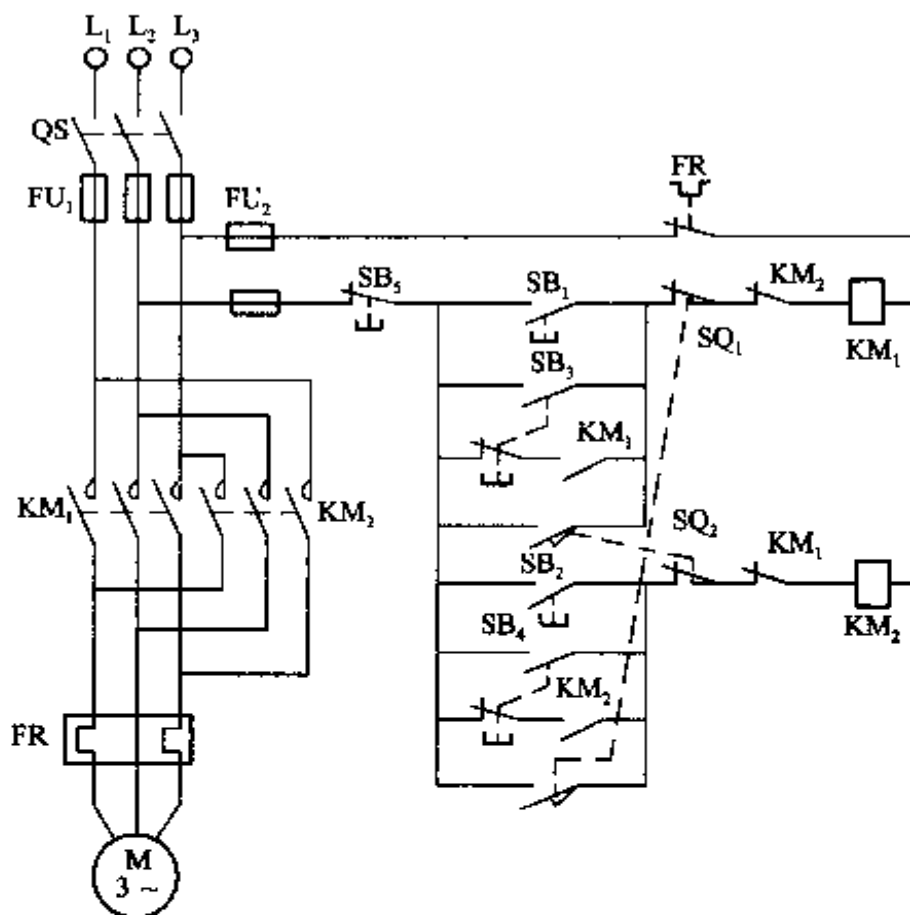 L₁ L₂ L₃
QS
FU₁
FU₂
FR
SB₅
SB₁
KM₂
SQ₁
KM₁
SB₃
KM₁
KM₁
KM₂
SQ₂
KM₁
SB₂
KM₂
SB₄
KM₂
FR
M
3 ~